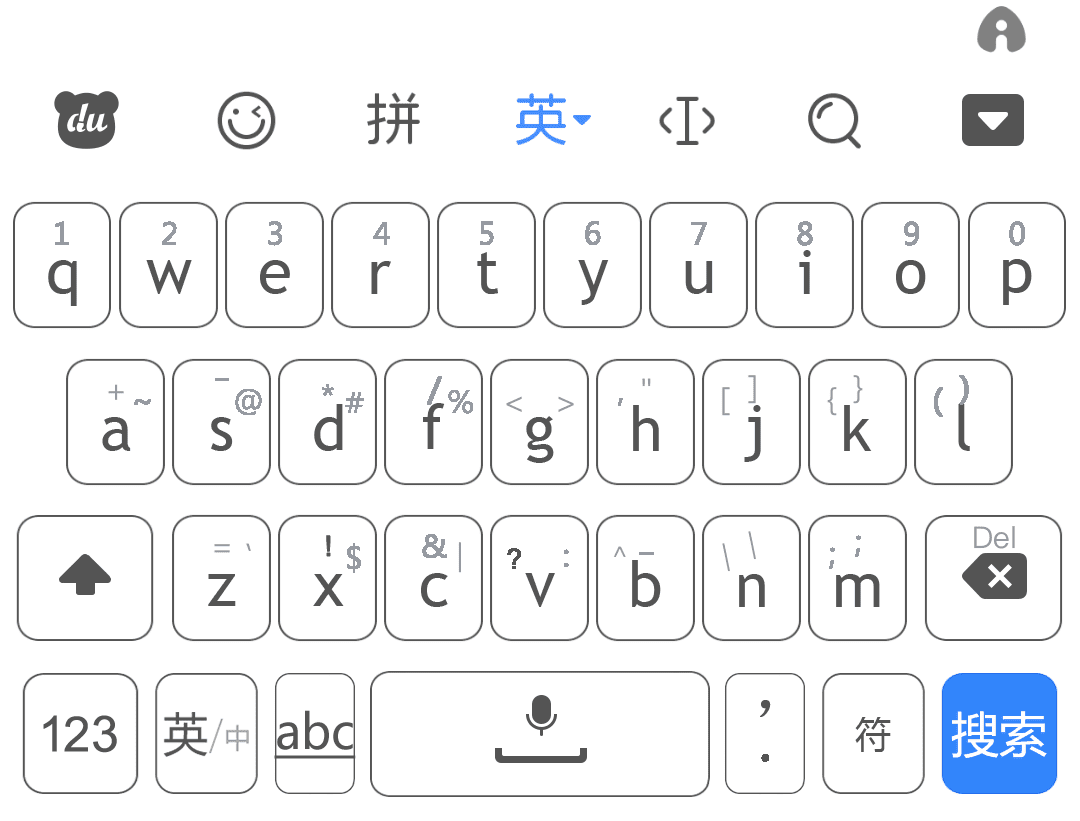 du 拼 英
1 2 3 4 5 6 7 8 9 0
q w e r t y u i o p
+ ~ - @ * # / % < > ' " [ ] { } ( )
a s d f g h j k l
= ` ! $ & | ? : ^ _ \ \ ; ; Del
z x c v b n m
123 英/中 abc , . 符 搜索